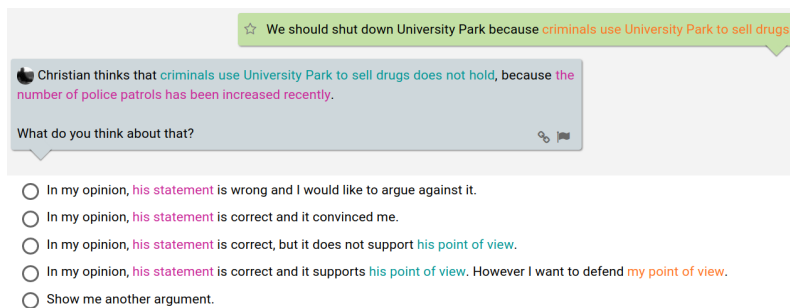 We should shut down University Park because criminals use University Park to sell drugs
Christian thinks that criminals use University Park to sell drugs does not hold, because the
number of police patrols has been increased recently.
What do you think about that?
In my opinion, his statement is wrong and I would like to argue against it.
In my opinion, his statement is correct and it convinced me.
In my opinion, his statement is correct, but it does not support his point of view.
In my opinion, his statement is correct and it supports his point of view. However I want to defend my point of view.
Show me another argument.